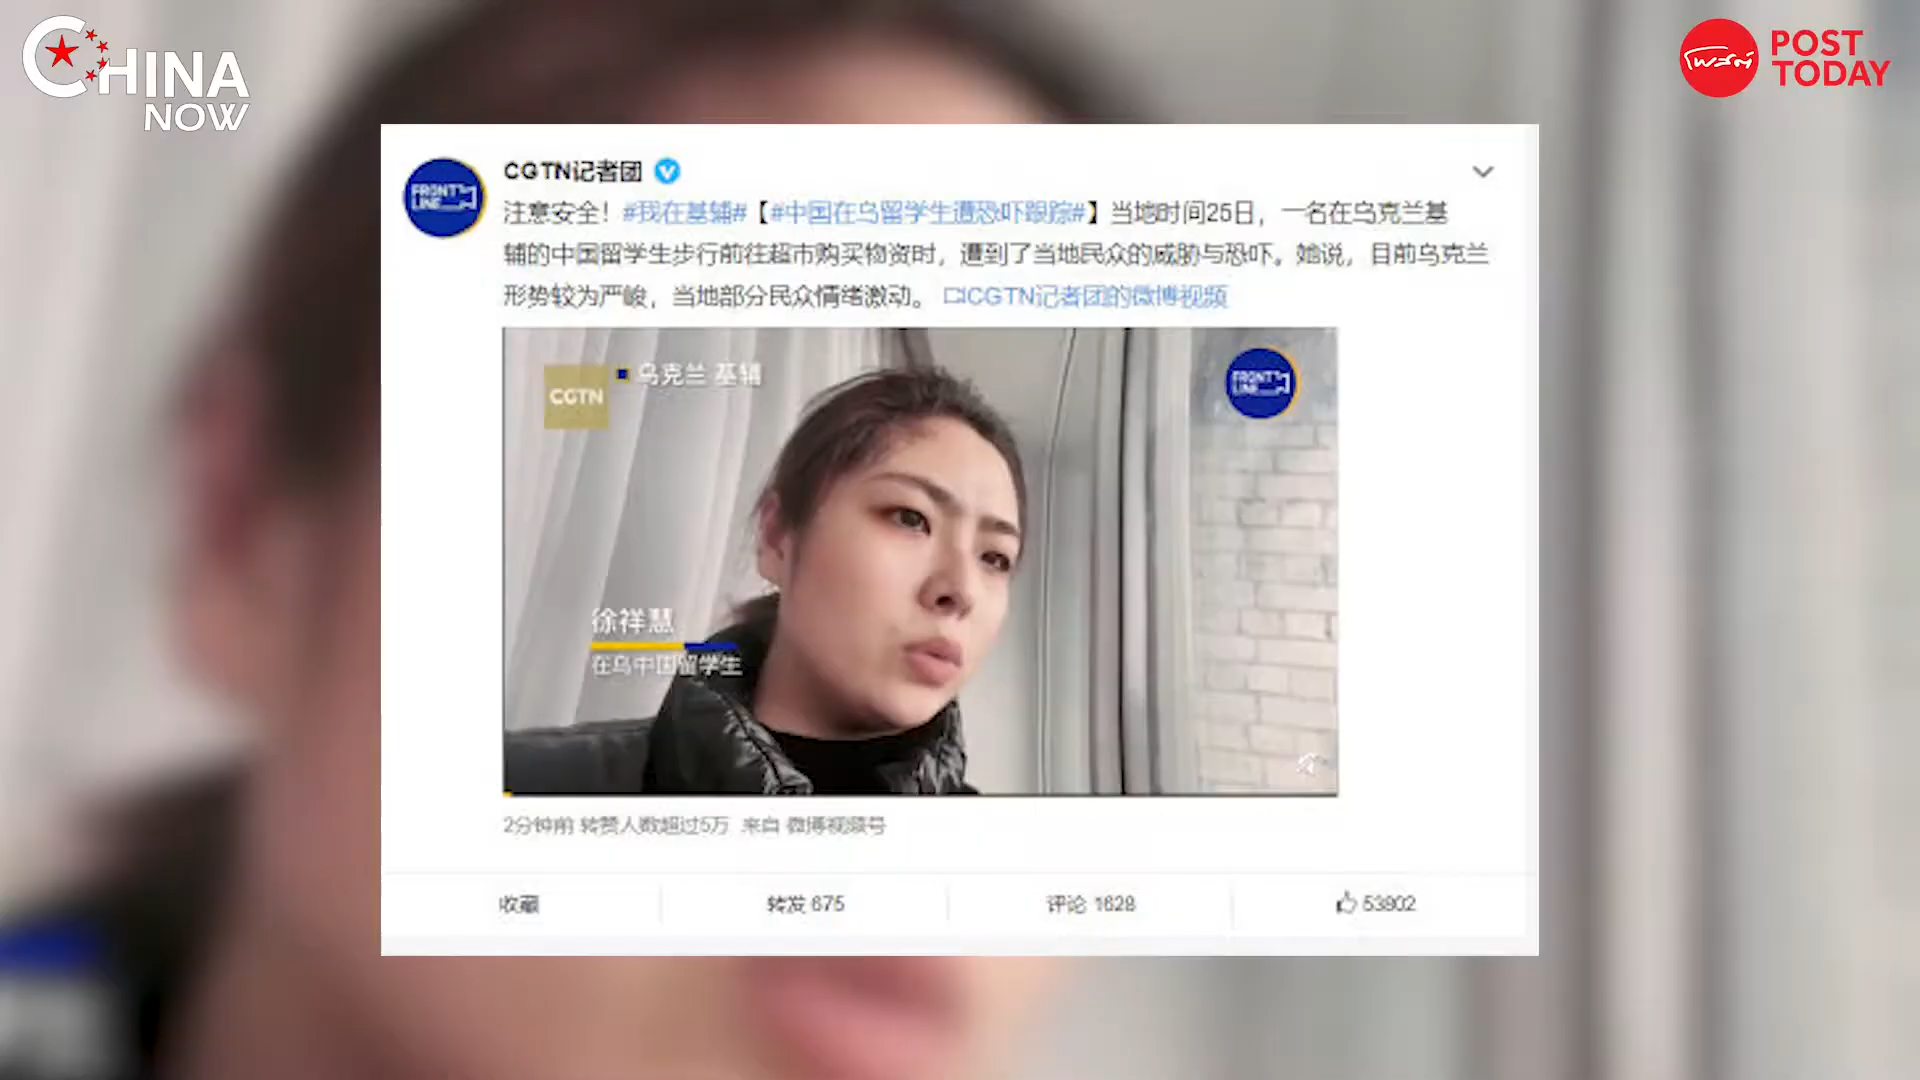 CHINA
NOW
โพสต์
POST
TODAY
FRONT
LINE
CGTN记者团
注意安全！#我在基辅#【#中国在乌留学生遭恐吓跟踪#】当地时间25日，一名在乌克兰基
辅的中国留学生步行前往超市购买物资时，遭到了当地民众的威胁与恐吓。她说，目前乌克兰
形势较为严峻，当地部分民众情绪激动。 CGTN记者团的微博视频
CGTN
乌克兰 基辅
FRONT
LINE
徐祥慧
在乌中国留学生
2分钟前 转赞人数超过5万 来自 微博视频号
收藏
转发 675
评论 1628
53802